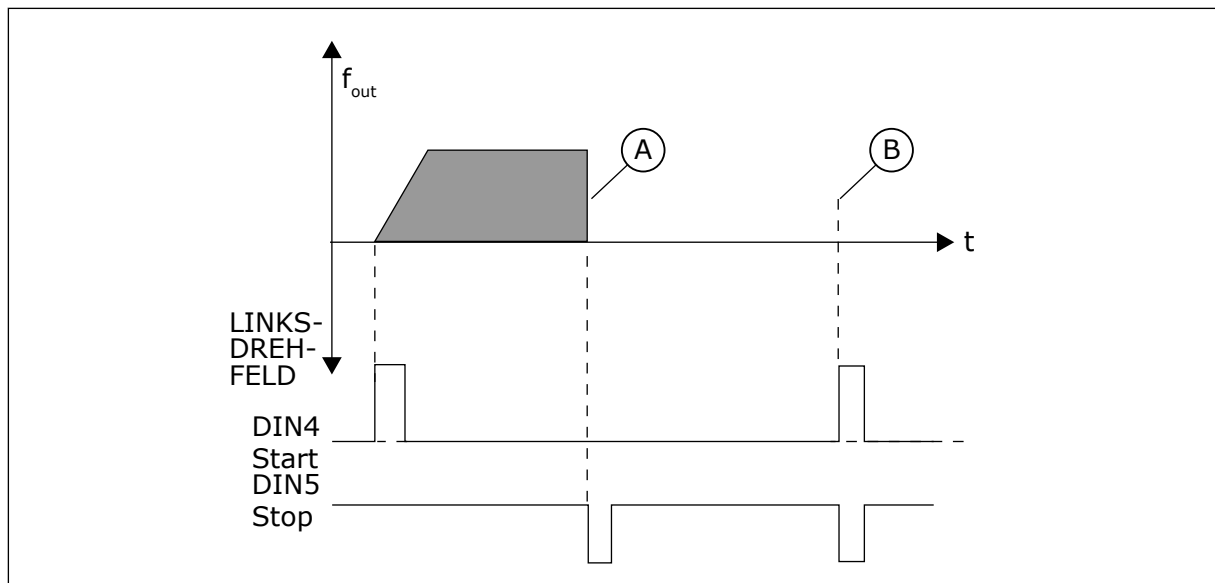 f_out
A
B
t
LINKS-
DREH-
FELD
DIN4
Start
DIN5
Stop